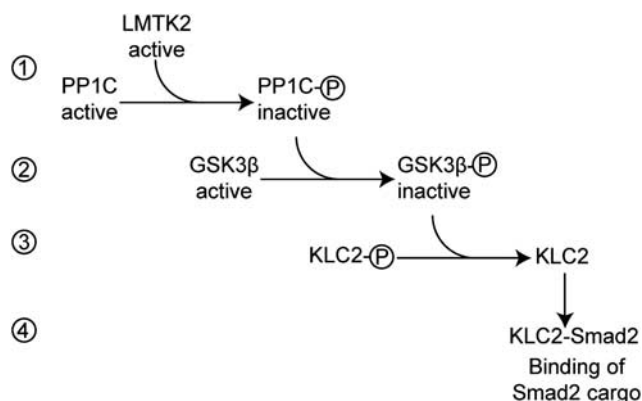 LMTK2
active
①
PP1C
active
PP1C-Ⓟ
inactive
②
GSK3β
active
GSK3β-Ⓟ
inactive
③
KLC2-Ⓟ
KLC2
④
KLC2-Smad2
Binding of
Smad2 cargo